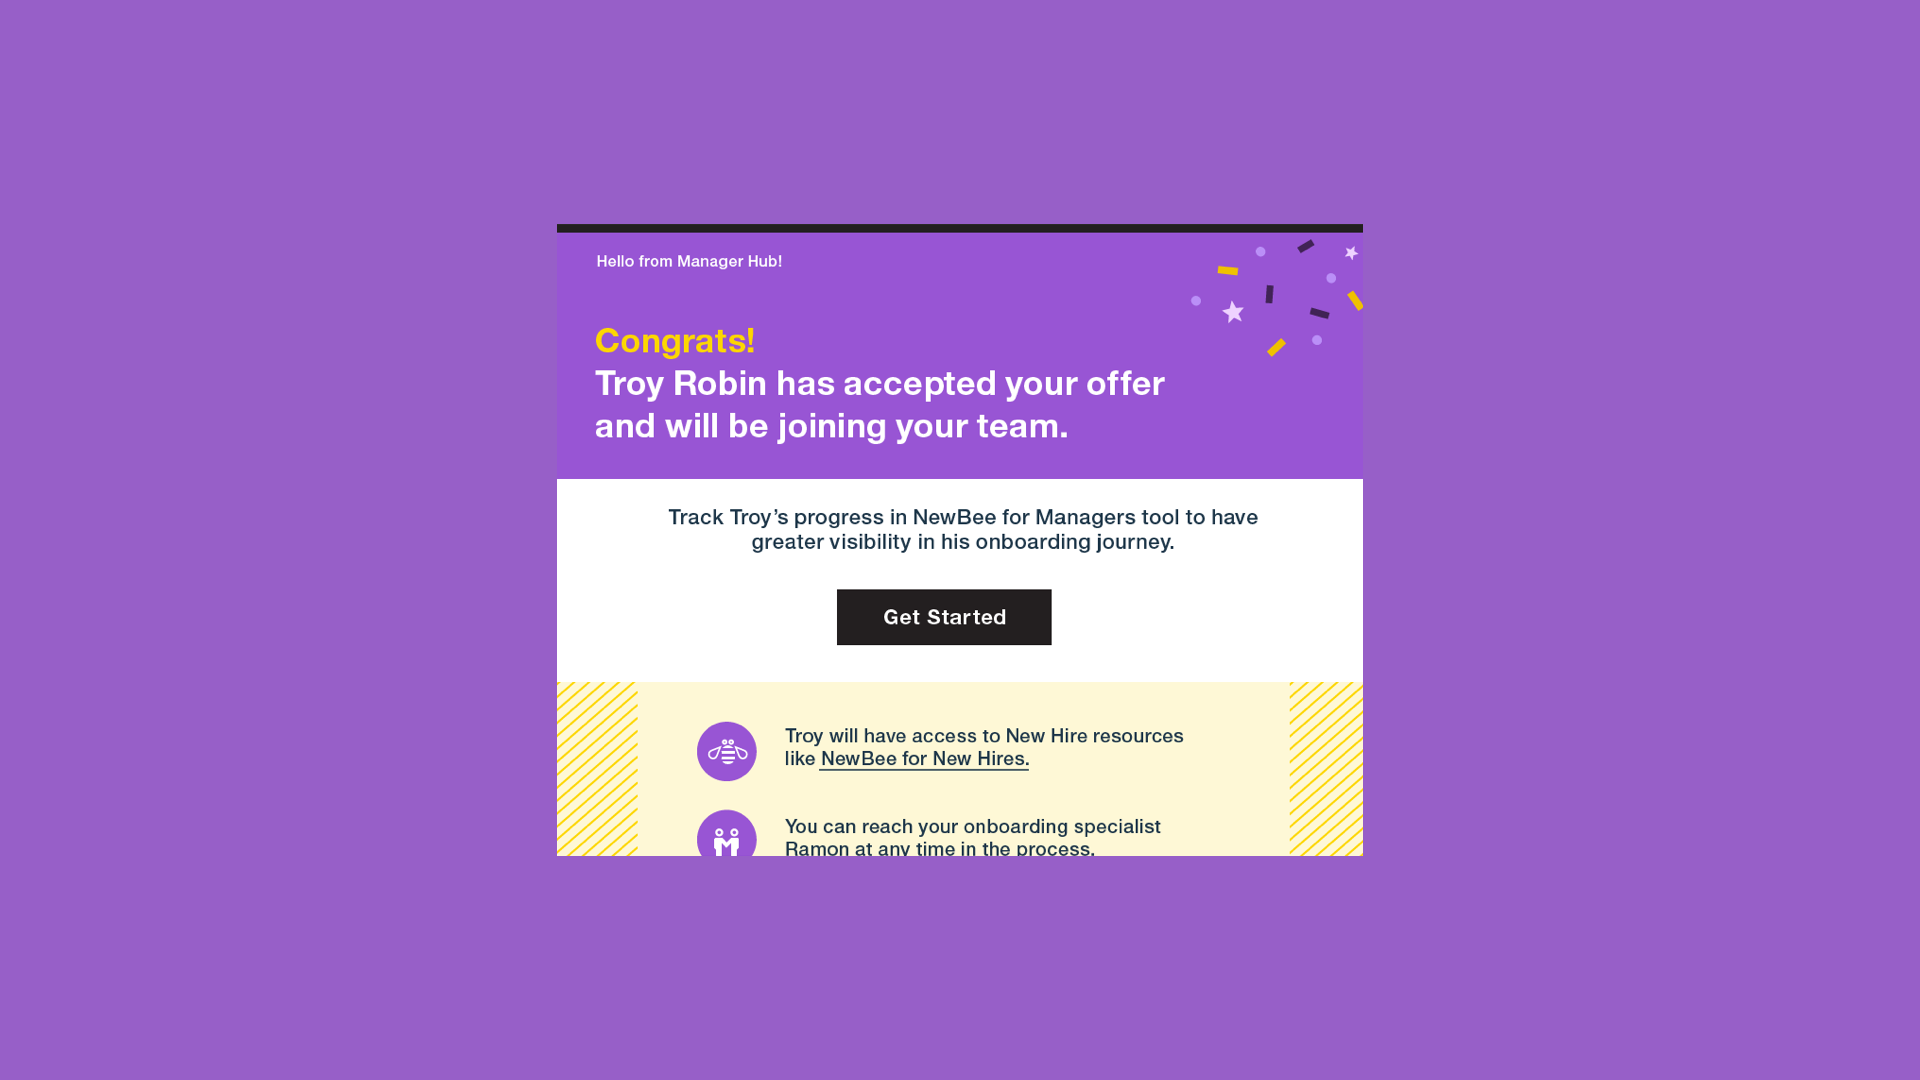 Hello from Manager Hub!
Congrats!
Troy Robin has accepted your offer
and will be joining your team.
Track Troy’s progress in NewBee for Managers tool to have
greater visibility in his onboarding journey.
Get Started
Troy will have access to New Hire resources
like NewBee for New Hires.
You can reach your onboarding specialist
Ramon at any time in the process.